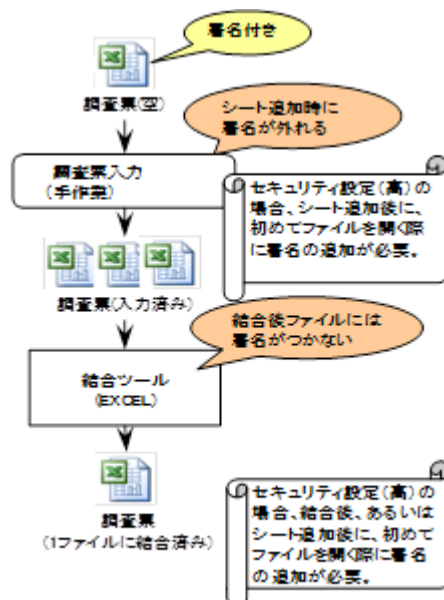 署名付き
調査票(空)
シート追加時に
署名が外れる
調査票入力
(手作業)
セキュリティ設定(高)の
場合、シート追加後に、
初めてファイルを開く際
に署名の追加が必要。
調査票(入力済み)
結合後ファイルには
署名がつかない
結合ツール
(EXCEL)
調査票
(1ファイルに結合済み)
セキュリティ設定(高)の
場合、結合後、あるいは
シート追加後に、初めて
ファイルを開く際に署名
の追加が必要。